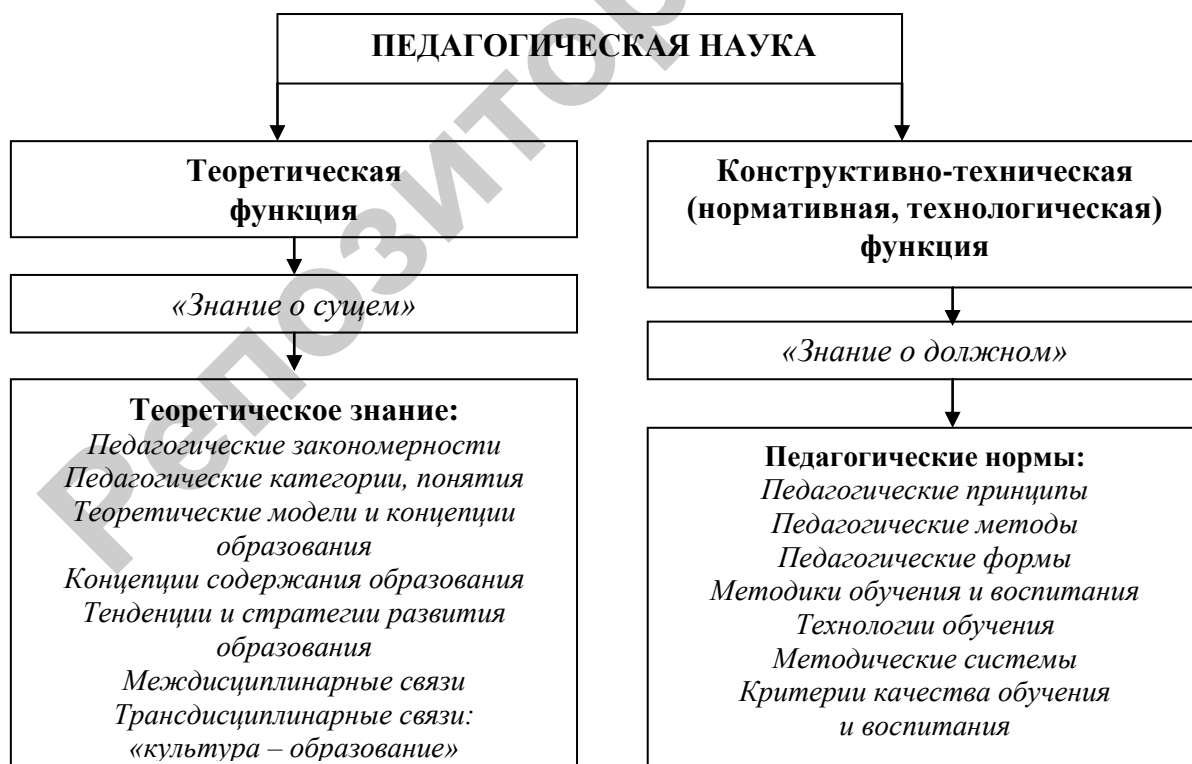 ПЕДАГОГИЧЕСКАЯ НАУКА
Теоретическая
функция
«Знание о сущем»
Теоретическое знание:
Педагогические закономерности
Педагогические категории, понятия
Теоретические модели и концепции
образования
Концепции содержания образования
Тенденции и стратегии развития
образования
Междисциплинарные связи
Трансдисциплинарные связи:
«культура – образование»
Конструктивно-техническая
(нормативная, технологическая)
функция
«Знание о должном»
Педагогические нормы:
Педагогические принципы
Педагогические методы
Педагогические формы
Методики обучения и воспитания
Технологии обучения
Методические системы
Критерии качества обучения
и воспитания
Репозитор